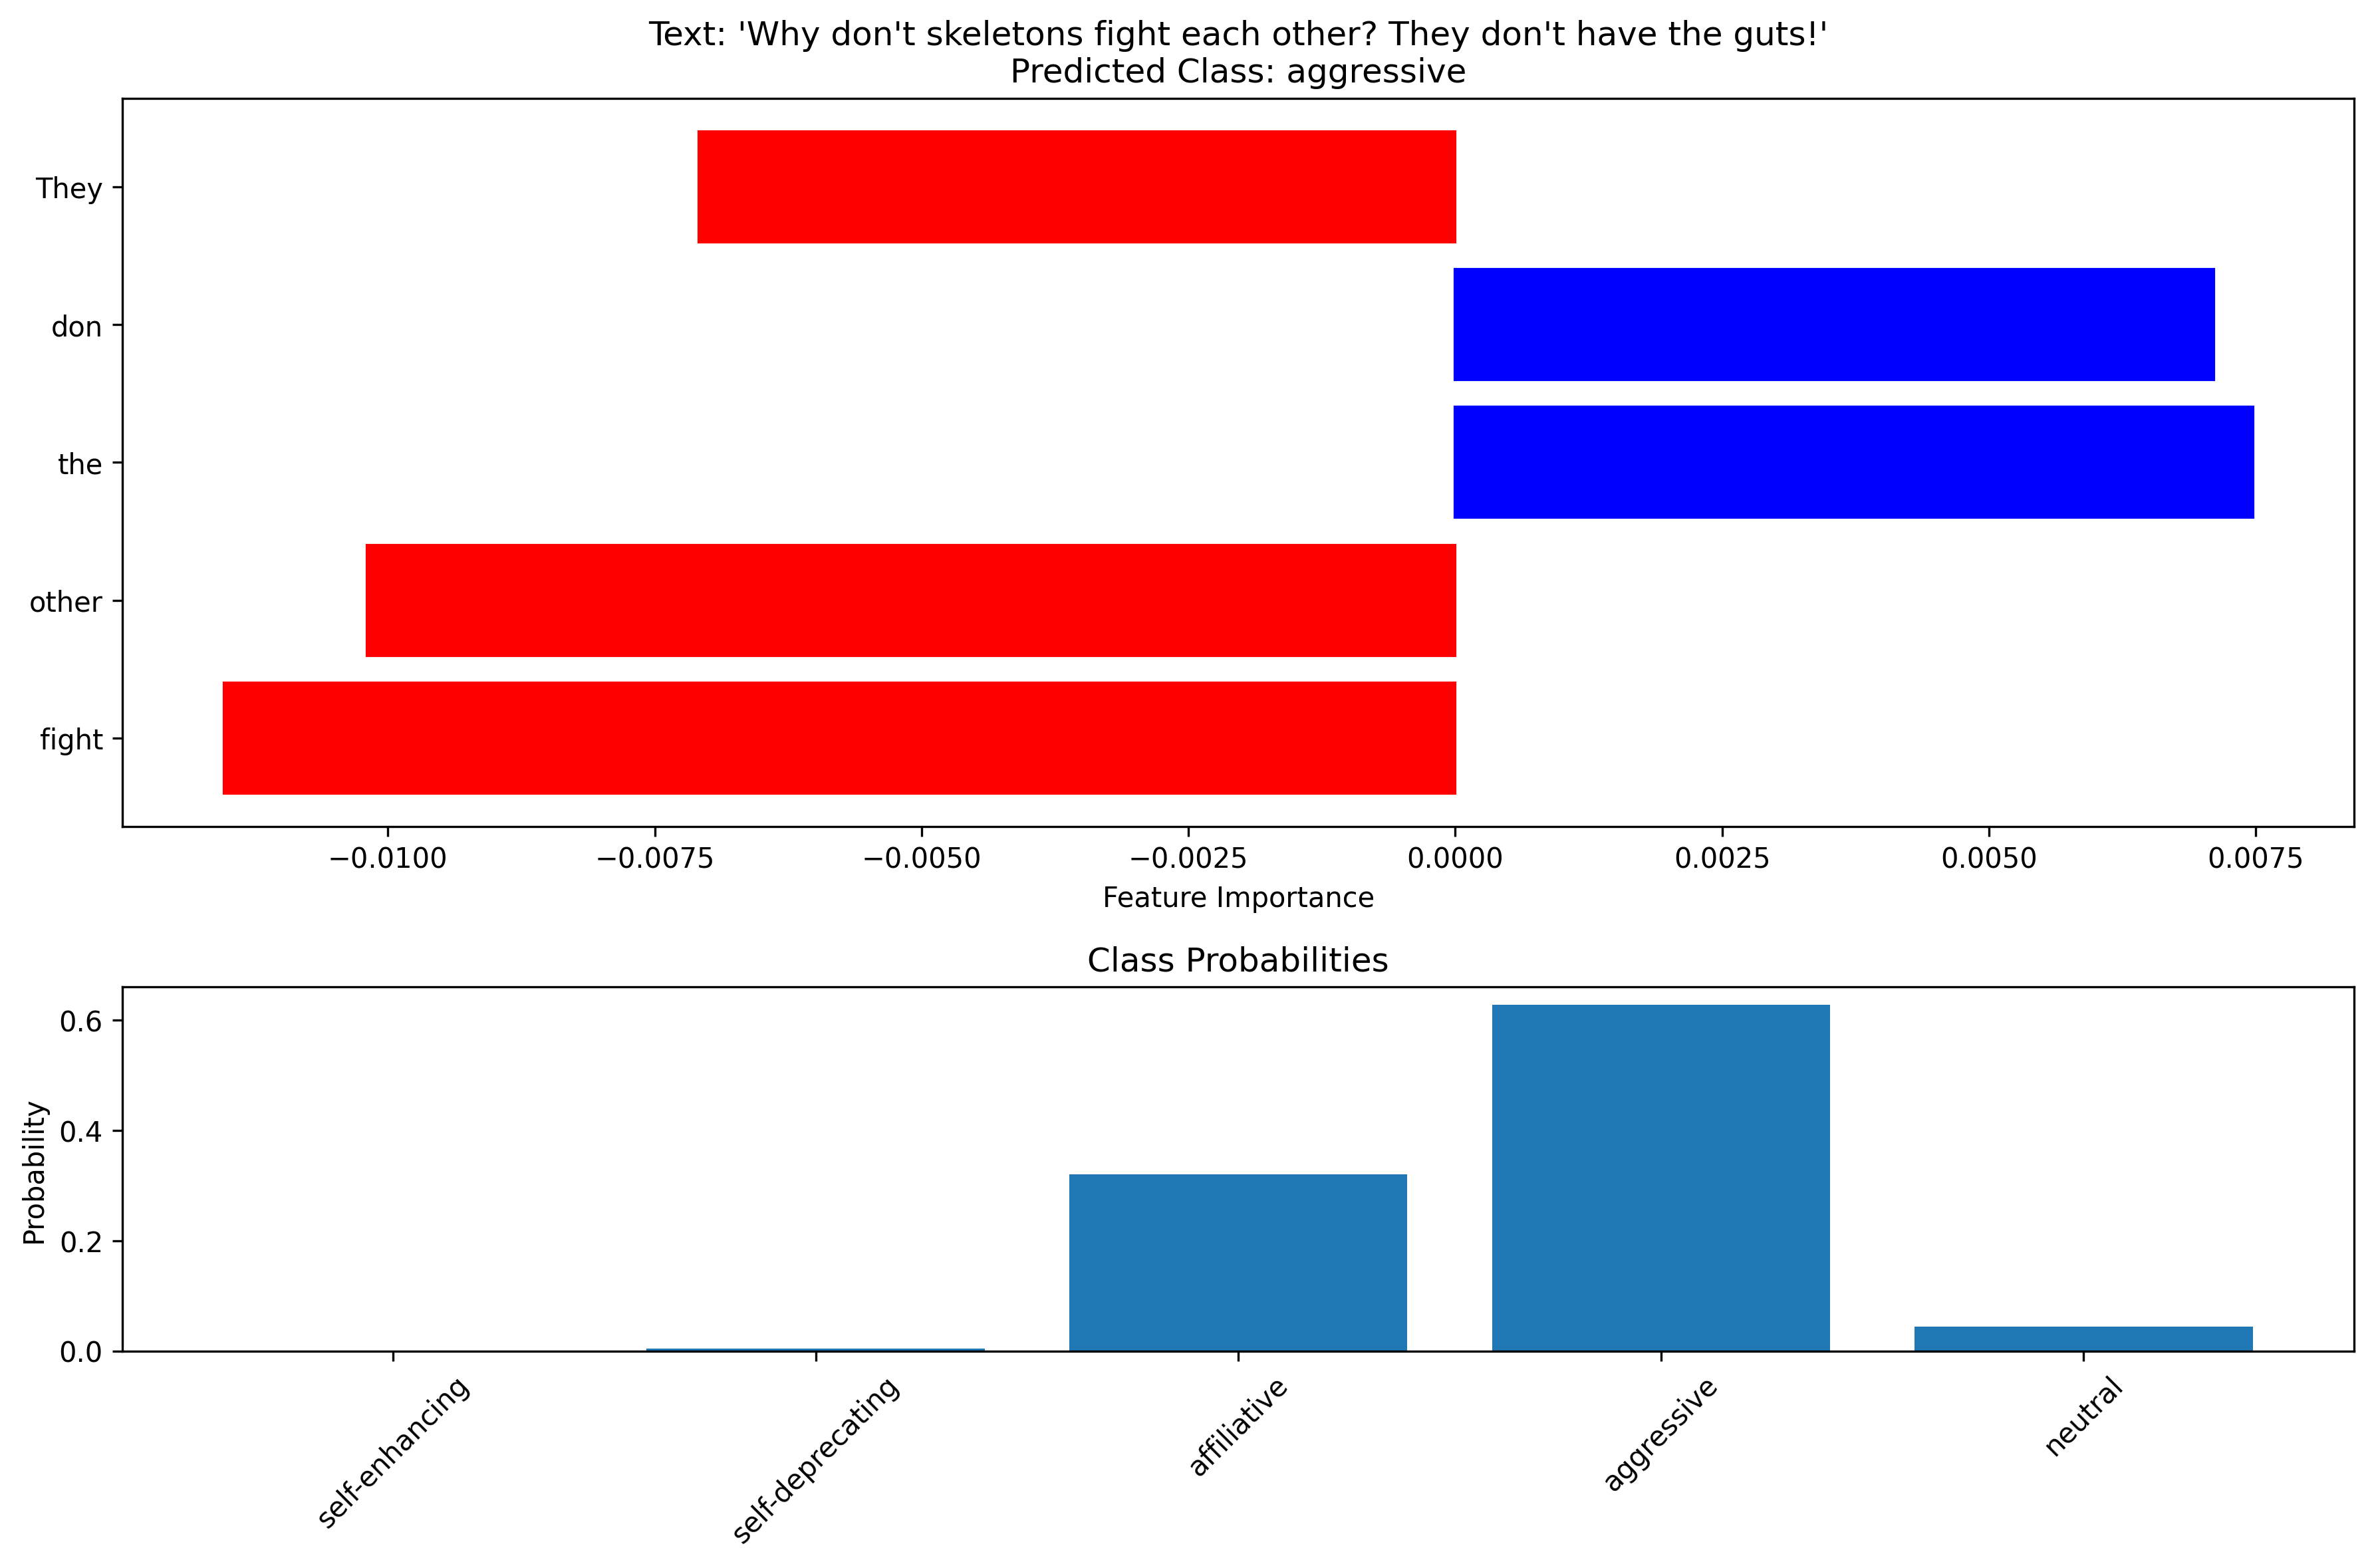 Text: 'Why don't skeletons fight each other? They don't have the guts!'
Predicted Class: aggressive
They
don
the
other
fight
−0.0100 −0.0075 −0.0050 −0.0025 0.0000 0.0025 0.0050 0.0075
Feature Importance
Class Probabilities
0.6
0.4
0.2
0.0
Probability
self-enhancing
self-deprecating
affiliative
aggressive
neutral